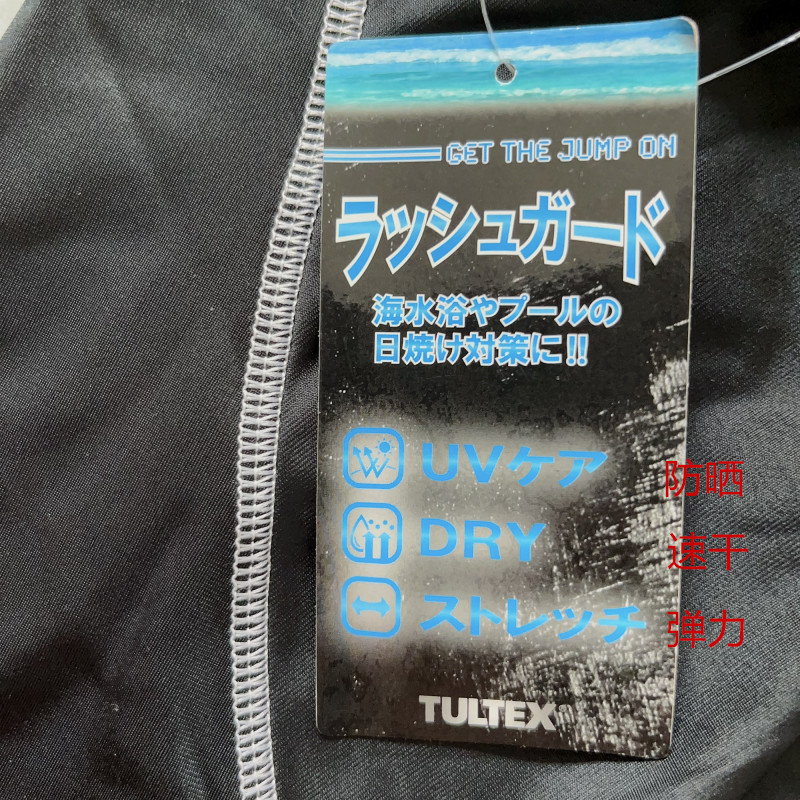 GET THE JUMP ON
ラッシュガード
海水浴やプールの
日焼け対策に!!
UVケア
防晒
DRY
速干
ストレッチ
弹力
TULTEX